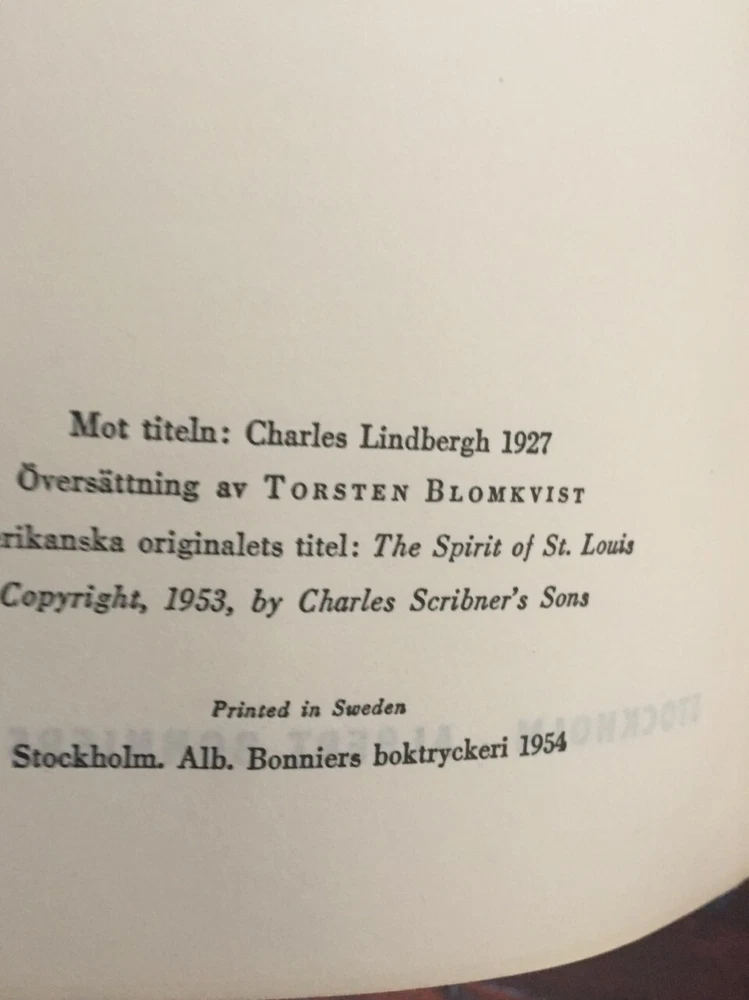 Mot titeln: Charles Lindbergh 1927
Översättning av TORSTEN BLOMKVIST
rikanska originalets titel: The Spirit of St. Louis
Copyright, 1953, by Charles Scribner's Sons
Printed in Sweden
Stockholm. Alb. Bonniers boktryckeri 1954